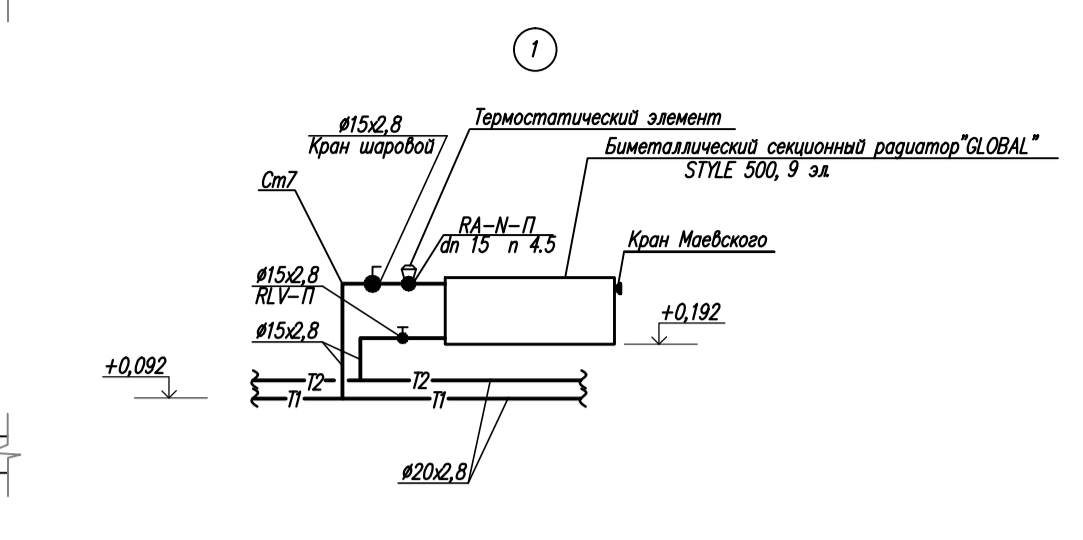 1
Термостатический элемент
ø15х2,8
Кран шаровой
Биметаллический секционный радиатор"GLOBAL"
STYLE 500, 9 эл.
Ст7
RA-N-П
dn 15 n 4.5
Кран Маевского
ø15х2,8
RLV-П
+0,192
ø15х2,8
+0,092
Т2 Т2
Т1 Т1
ø20х2,8